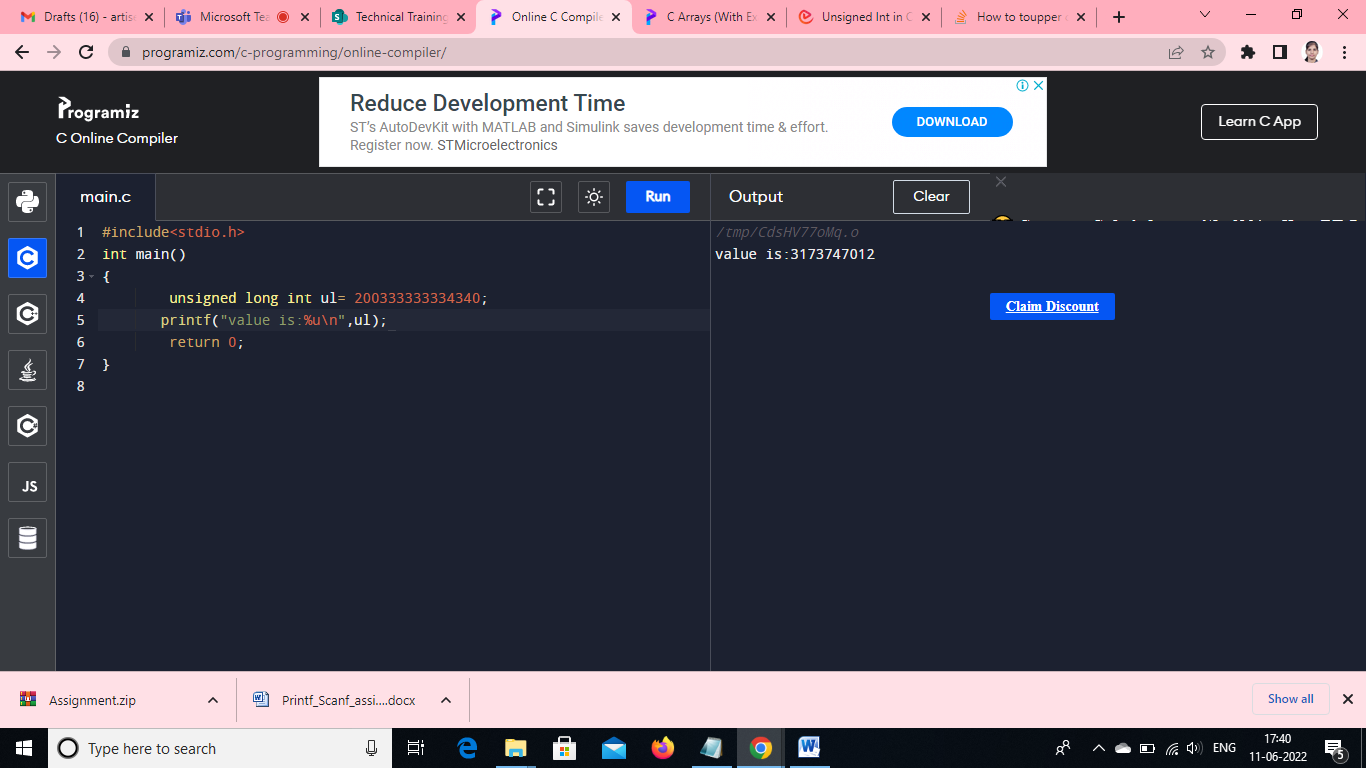 Drafts (16) - artis
Microsoft Tea
Technical Training
Online C Compile
C Arrays (With Ex
Unsigned Int in C
How to toupper
programiz.com/c-programming/online-compiler/
Programiz
C Online Compiler
Reduce Development Time
ST's AutoDevKit with MATLAB and Simulink saves development time & effort.
Register now. STMicroelectronics
DOWNLOAD
Learn C App
main.c
Run
Output
Clear
1 #include<stdio.h>
2 int main()
3 {
4 unsigned long int ul= 200333333334340;
5 printf("value is:%u\n",ul);
6 return 0;
7 }
8
/tmp/CdsHV77oMq.o
value is:3173747012
Claim Discount
JS
Assignment.zip
Printf_Scanf_assi....docx
Show all
Type here to search
ENG
17:40
11-06-2022
5